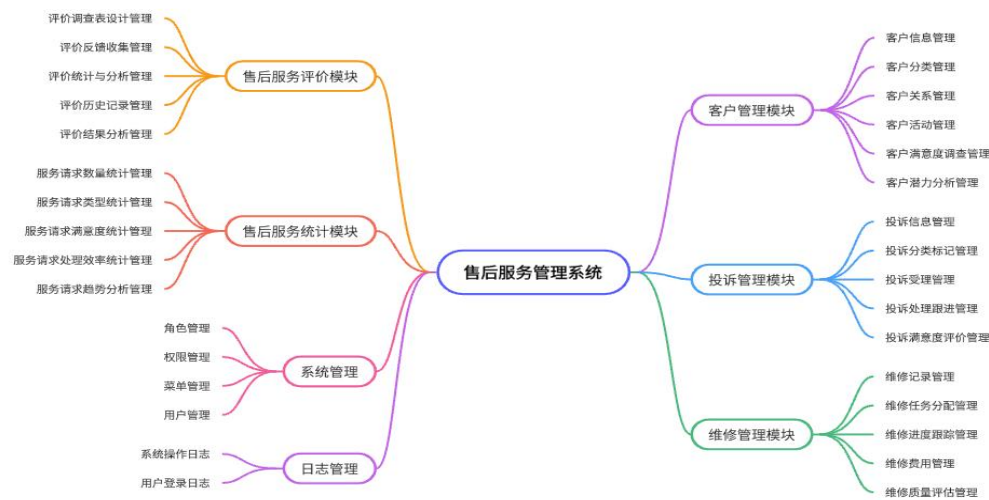 售后服务管理系统
售后服务评价模块
评价调查表设计管理
评价反馈收集管理
评价统计与分析管理
评价历史记录管理
评价结果分析管理
售后服务统计模块
服务请求数量统计管理
服务请求类型统计管理
服务请求满意度统计管理
服务请求处理效率统计管理
服务请求趋势分析管理
系统管理
角色管理
权限管理
菜单管理
用户管理
日志管理
系统操作日志
用户登录日志
客户管理模块
客户信息管理
客户分类管理
客户关系管理
客户活动管理
客户满意度调查管理
客户潜力分析管理
投诉管理模块
投诉信息管理
投诉分类标记管理
投诉受理管理
投诉处理跟进管理
投诉满意度评价管理
维修管理模块
维修记录管理
维修任务分配管理
维修进度跟踪管理
维修费用管理
维修质量评估管理